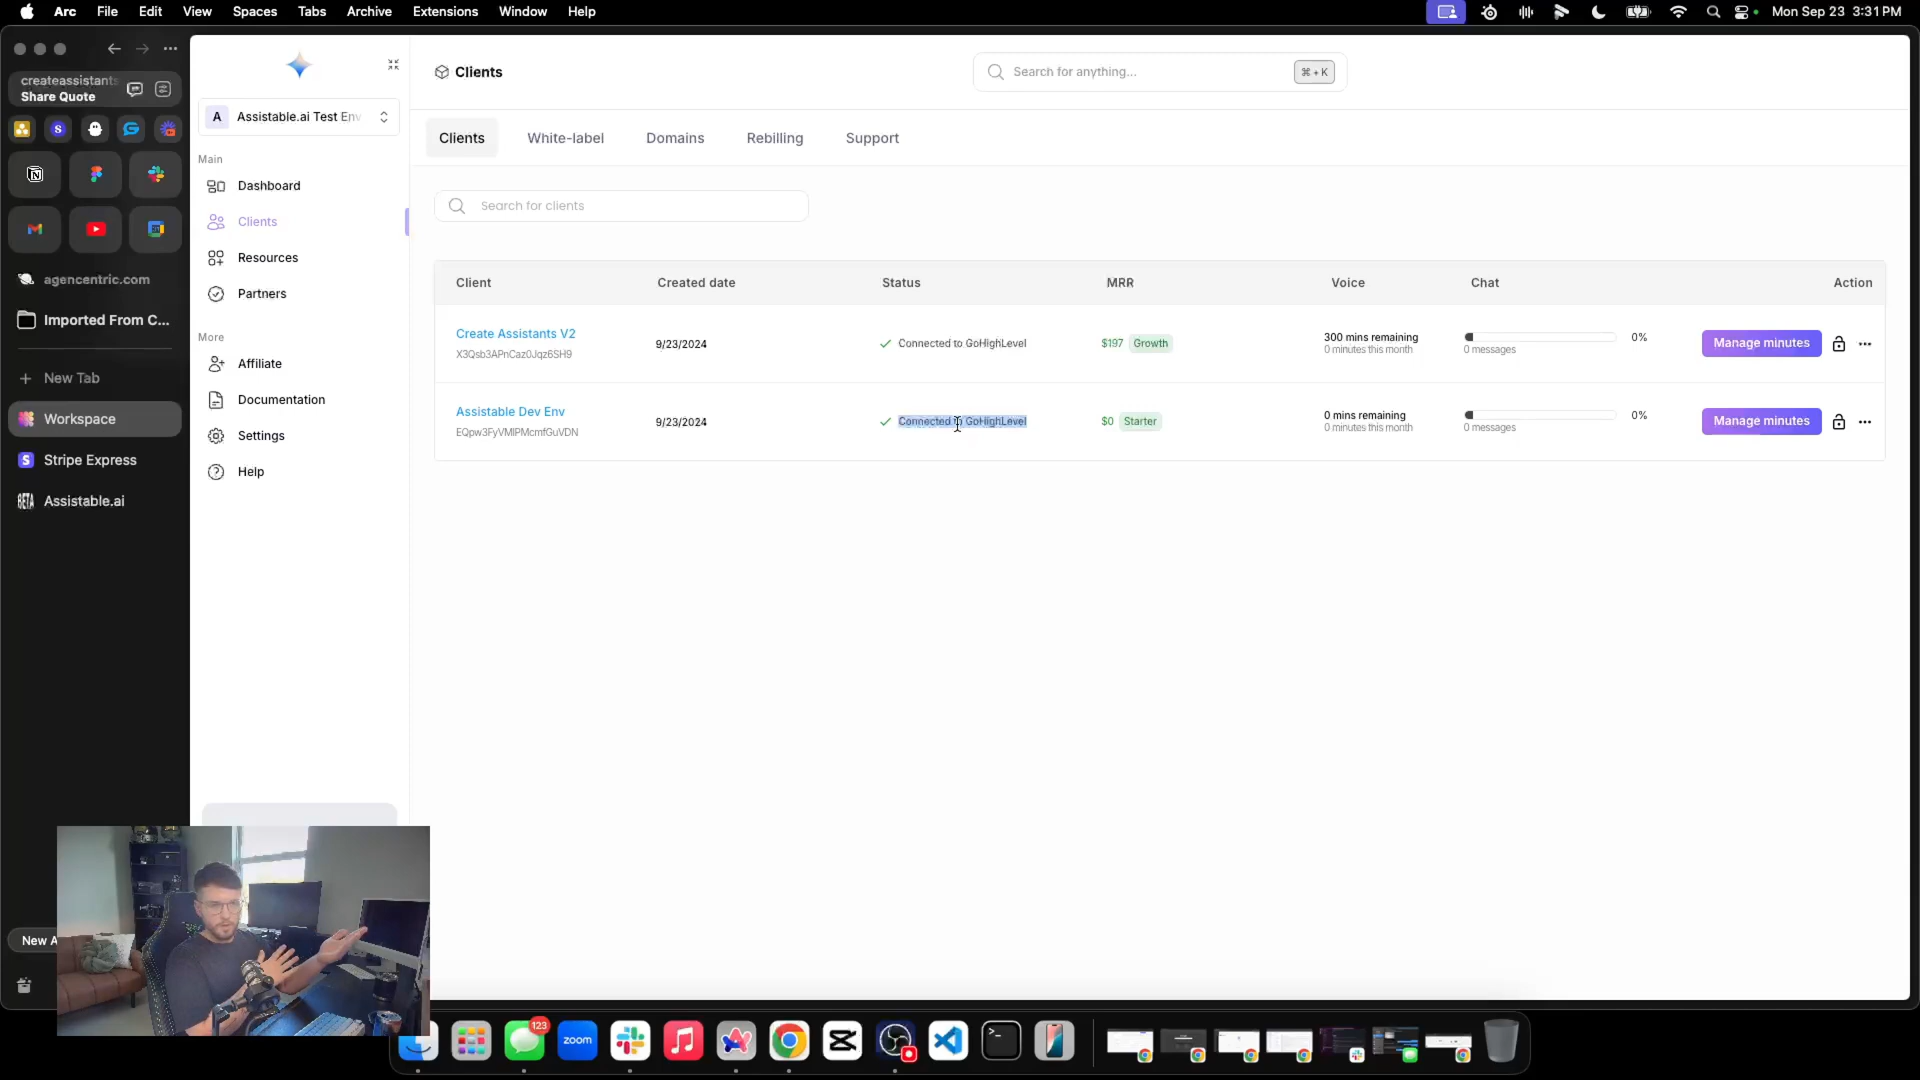 Arc File Edit View Spaces Tabs Archive Extensions Window Help
Mon Sep 23 3:31 PM
createassistants
Share Quote
agencentric.com
Imported From C...
New Tab
Workspace
Stripe Express
BETA
Assistable.ai
New A
A Assistable.ai Test Env
Main
Dashboard
Clients
Resources
Partners
More
Affiliate
Documentation
Settings
Help
Clients
Search for anything...
⌘ + K
Clients White-label Domains Rebilling Support
Search for clients
Client Created date Status MRR Voice Chat Action
Create Assistants V2
X3Qsb3APnCaz0Jqz6SH9
9/23/2024
Connected to GoHighLevel
$197 Growth
300 mins remaining
0 minutes this month
0 messages
0%
Manage minutes
Assistable Dev Env
EQpw3FyVMlPMcmfGuVDN
9/23/2024
Connected to GoHighLevel
$0 Starter
0 mins remaining
0 minutes this month
0 messages
0%
Manage minutes
123
zoom